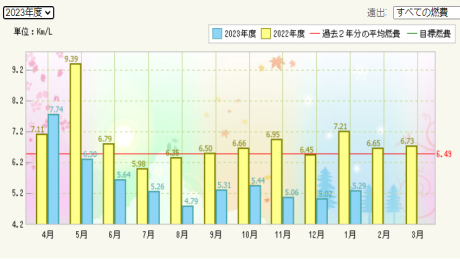 2023年度
遠出: すべての燃費
単位:Km/L
2023年度 2022年度 過去2年分の平均燃費 目標燃費
9.2
8.2
7.2
6.2
5.2
4.2
7.11 7.74 9.39 6.30 6.79 5.64 5.98 5.26 6.35 4.79 6.50 5.31 6.66 5.44 6.95 5.06 6.45 5.02 7.21 5.29 6.65 6.73
6.49
4月 5月 6月 7月 8月 9月 10月 11月 12月 1月 2月 3月